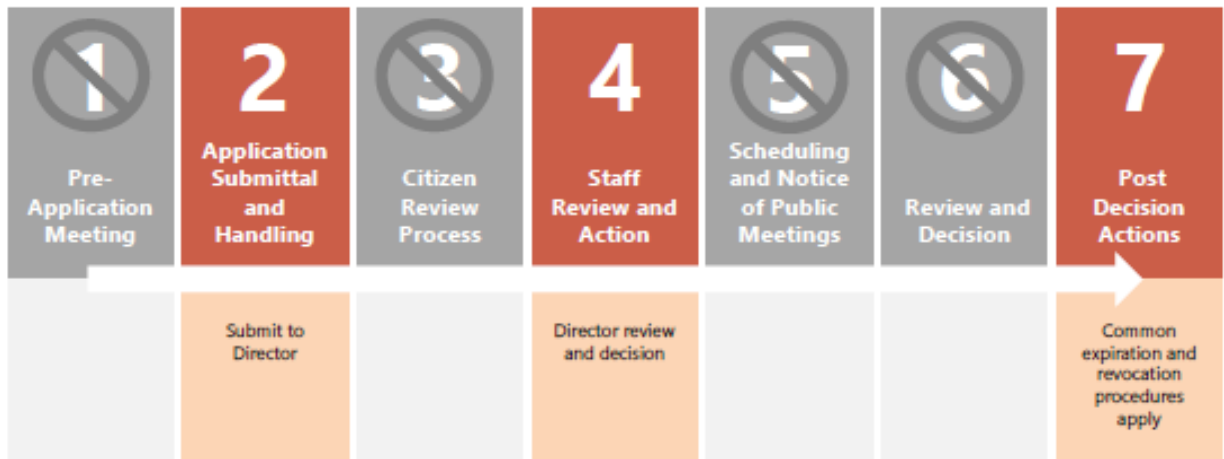 1
Pre-
Application
Meeting
2
Application
Submittal
and
Handling
Submit to
Director
3
Citizen
Review
Process
4
Staff
Review and
Action
Director review
and decision
5
Scheduling
and Notice
of Public
Meetings
6
Review and
Decision
7
Post
Decision
Actions
Common
expiration and
revocation
procedures
apply